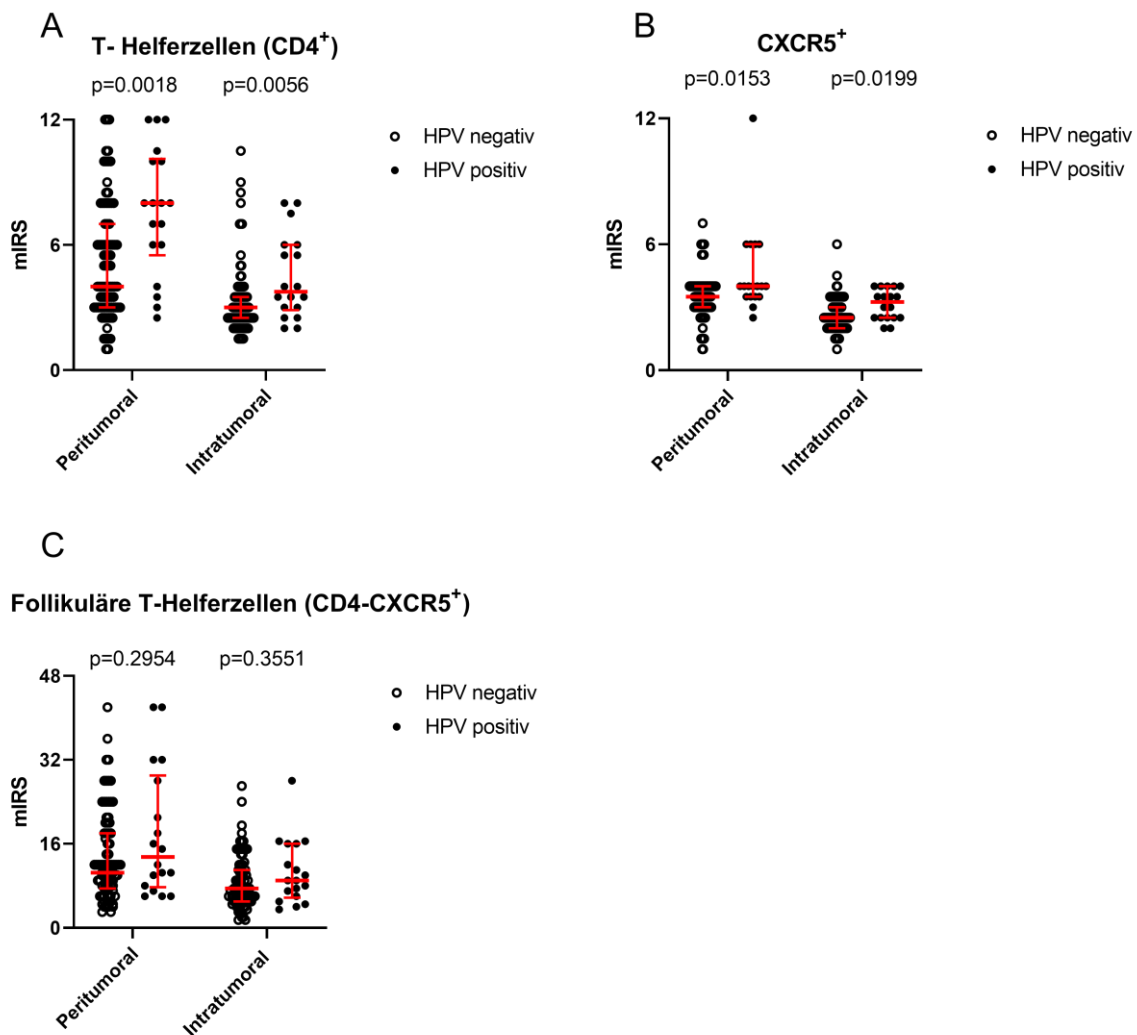 A
T- Helferzellen (CD4⁺)
p=0.0018 p=0.0056
12
6
0
mIRS
Peritumoral
Intratumoral
HPV negativ
HPV positiv
B
CXCR5⁺
p=0.0153 p=0.0199
12
6
0
mIRS
Peritumoral
Intratumoral
HPV negativ
HPV positiv
C
Follikuläre T-Helferzellen (CD4-CXCR5⁺)
p=0.2954 p=0.3551
48
32
16
0
mIRS
Peritumoral
Intratumoral
HPV negativ
HPV positiv